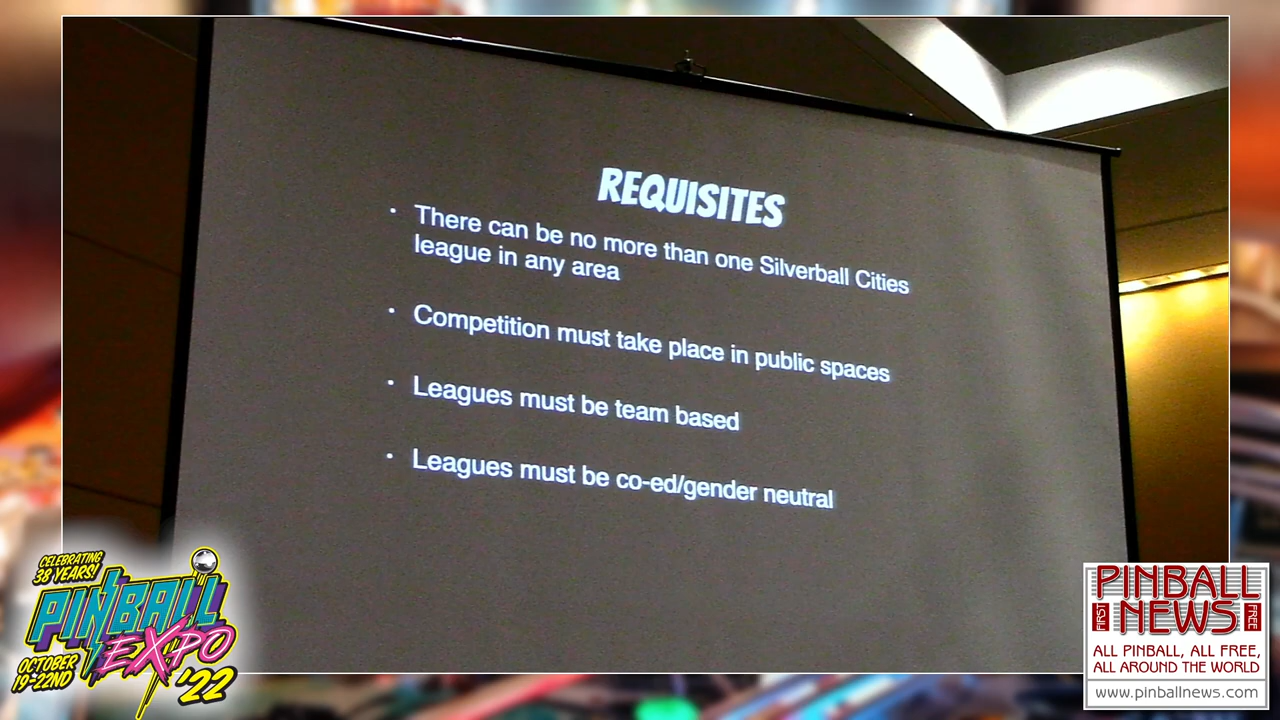 REQUISITES
• There can be no more than one Silverball Cities
league in any area
• Competition must take place in public spaces
• Leagues must be team based
• Leagues must be co-ed/gender neutral
CELEBRATING
38 YEARS!
PINBALL
EXPO
OCTOBER
19-22ND
'22
PINBALL
FIRST NEWS FREE
ALL PINBALL, ALL FREE,
ALL AROUND THE WORLD
www.pinballnews.com